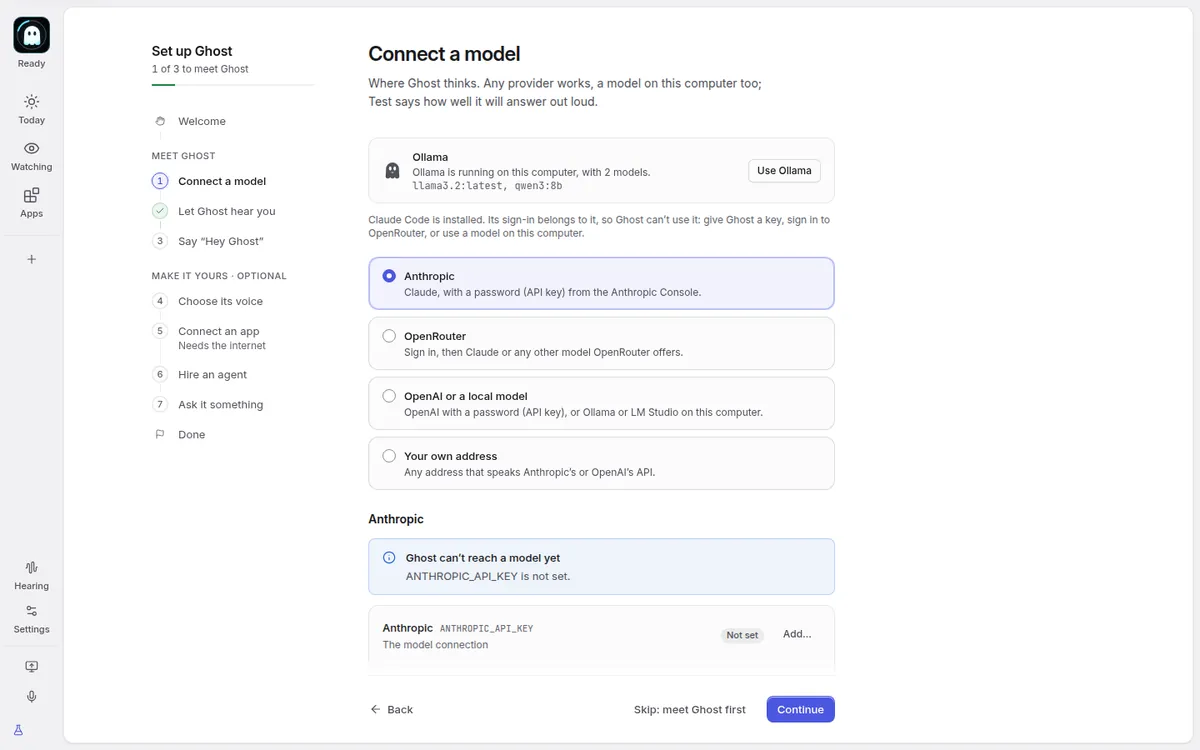 Ready
Today
Watching
Apps
Hearing
Settings
Set up Ghost
1 of 3 to meet Ghost
Welcome
MEET GHOST
1 Connect a model
Let Ghost hear you
3 Say “Hey Ghost”
MAKE IT YOURS · OPTIONAL
4 Choose its voice
5 Connect an app
Needs the internet
6 Hire an agent
7 Ask it something
Done
Connect a model
Where Ghost thinks. Any provider works, a model on this computer too;
Test says how well it will answer out loud.
Ollama
Ollama is running on this computer, with 2 models.
llama3.2:latest, qwen3:8b
Use Ollama
Claude Code is installed. Its sign-in belongs to it, so Ghost can’t use it: give Ghost a key, sign in to
OpenRouter, or use a model on this computer.
Anthropic
Claude, with a password (API key) from the Anthropic Console.
OpenRouter
Sign in, then Claude or any other model OpenRouter offers.
OpenAI or a local model
OpenAI with a password (API key), or Ollama or LM Studio on this computer.
Your own address
Any address that speaks Anthropic’s or OpenAI’s API.
Anthropic
Ghost can’t reach a model yet
ANTHROPIC_API_KEY is not set.
Anthropic ANTHROPIC_API_KEY
The model connection
Not set
Add...
Back
Skip: meet Ghost first
Continue